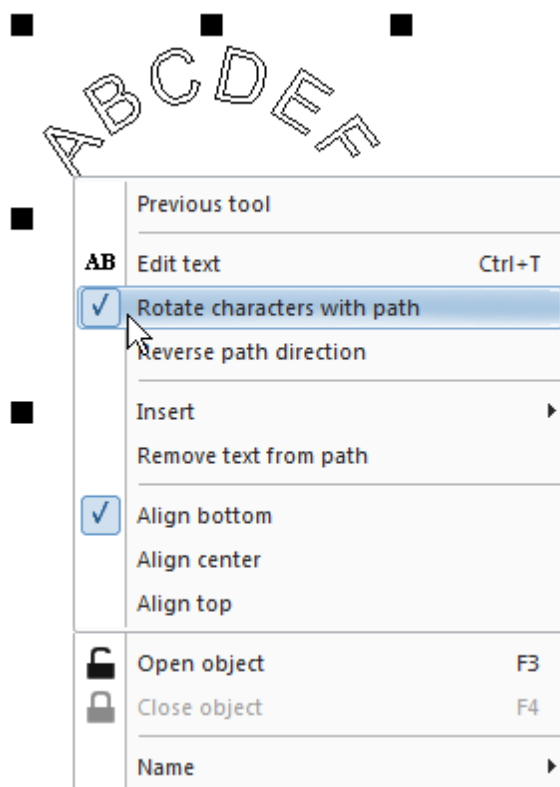 ABCDEF
Previous tool
AB Edit text Ctrl+T
Rotate characters with path
Reverse path direction
Insert
Remove text from path
Align bottom
Align center
Align top
Open object F3
Close object F4
Name